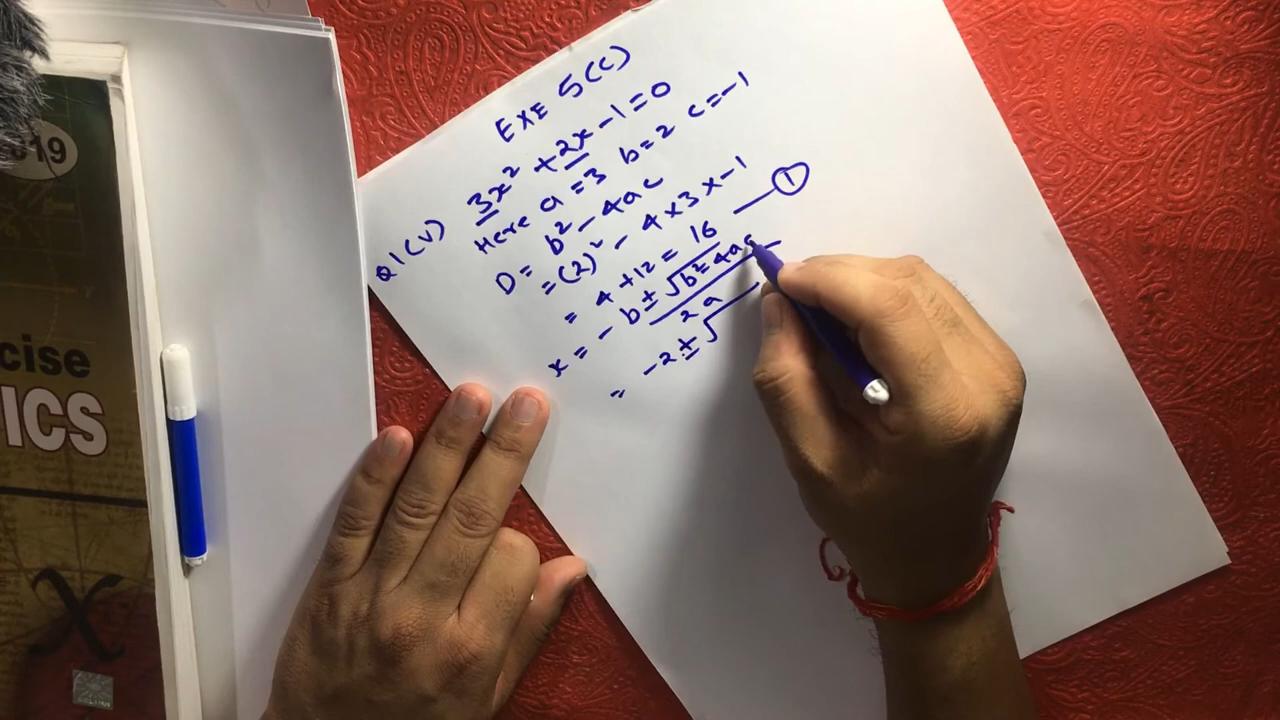 EXE 5(C)
Q1(V) 3x² + 2x - 1 = 0
Here a = 3 b = 2 c = -1
D = b² - 4ac
= (2)² - 4 x 3 x -1
= 4 + 12 = 16 — ①
x = - b ± √b² - 4ac
2a
= -2 ± √
19
cise
ICS
x